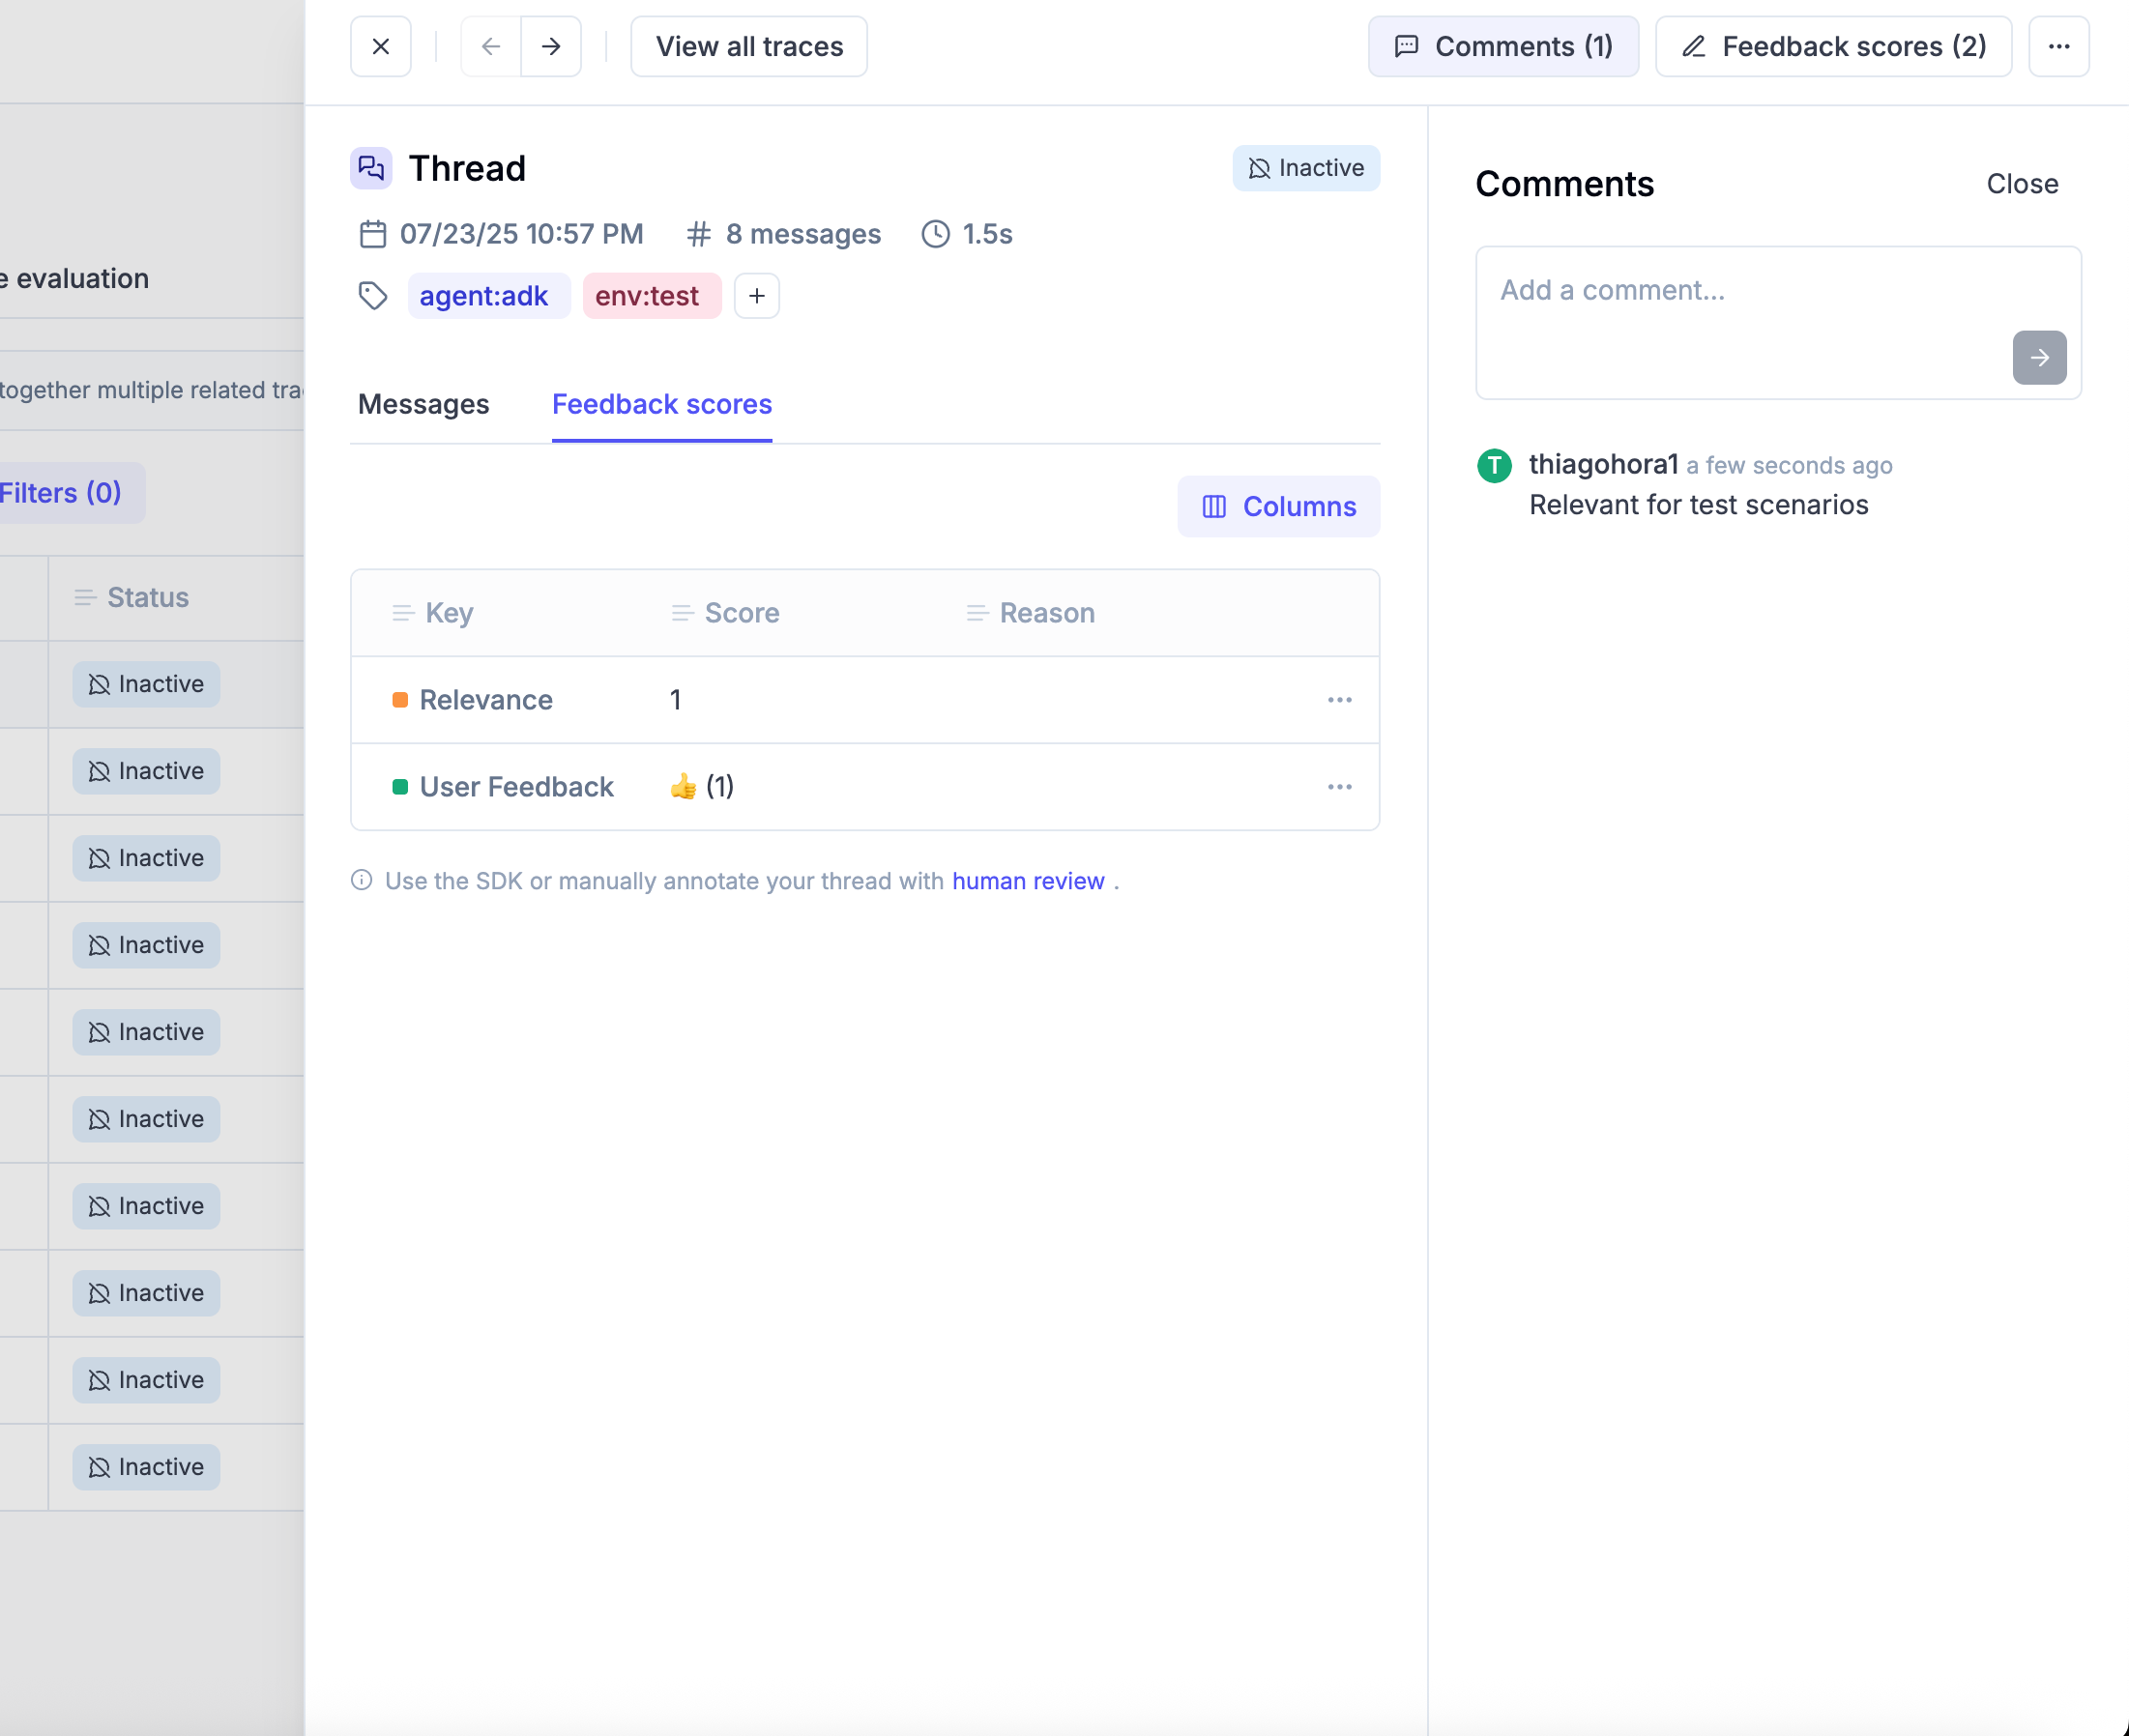 View all traces
Comments (1)
Feedback scores (2)
Thread
Inactive
07/23/25 10:57 PM
8 messages
1.5s
agent:adk
env:test
Messages
Feedback scores
Columns
Key
Score
Reason
Relevance
1
User Feedback
👍 (1)
Use the SDK or manually annotate your thread with human review .
Comments
Close
Add a comment...
T
thiagohora1 a few seconds ago
Relevant for test scenarios
e evaluation
together multiple related
Filters (0)
Status
Inactive
Inactive
Inactive
Inactive
Inactive
Inactive
Inactive
Inactive
Inactive
Inactive